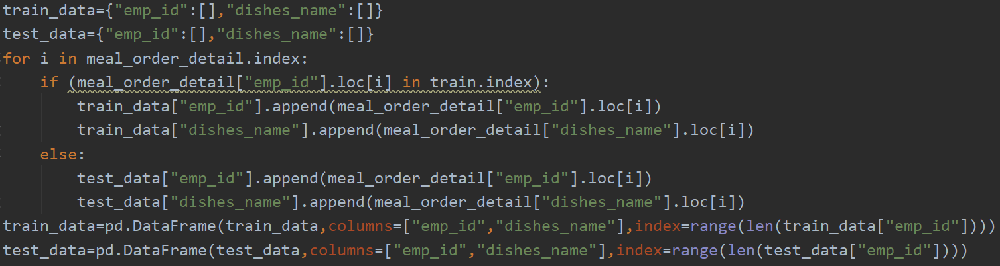 train_data={"emp_id":[],"dishes_name":[]}
test_data={"emp_id":[],"dishes_name":[]}
for i in meal_order_detail.index:
    if (meal_order_detail["emp_id"].loc[i] in train.index):
        train_data["emp_id"].append(meal_order_detail["emp_id"].loc[i])
        train_data["dishes_name"].append(meal_order_detail["dishes_name"].loc[i])
    else:
        test_data["emp_id"].append(meal_order_detail["emp_id"].loc[i])
        test_data["dishes_name"].append(meal_order_detail["dishes_name"].loc[i])
train_data=pd.DataFrame(train_data,columns=["emp_id","dishes_name"],index=range(len(train_data["emp_id"])))
test_data=pd.DataFrame(test_data,columns=["emp_id","dishes_name"],index=range(len(test_data["emp_id"])))